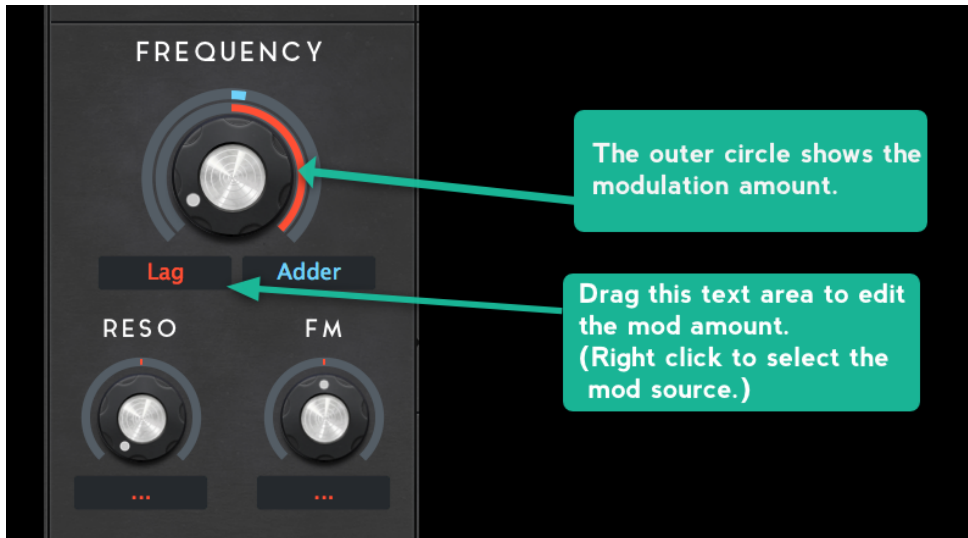 FREQUENCY
The outer circle shows the
modulation amount.
Lag
Adder
Drag this text area to edit
the mod amount.
(Right click to select the
mod source.)
RESO
FM
...
...